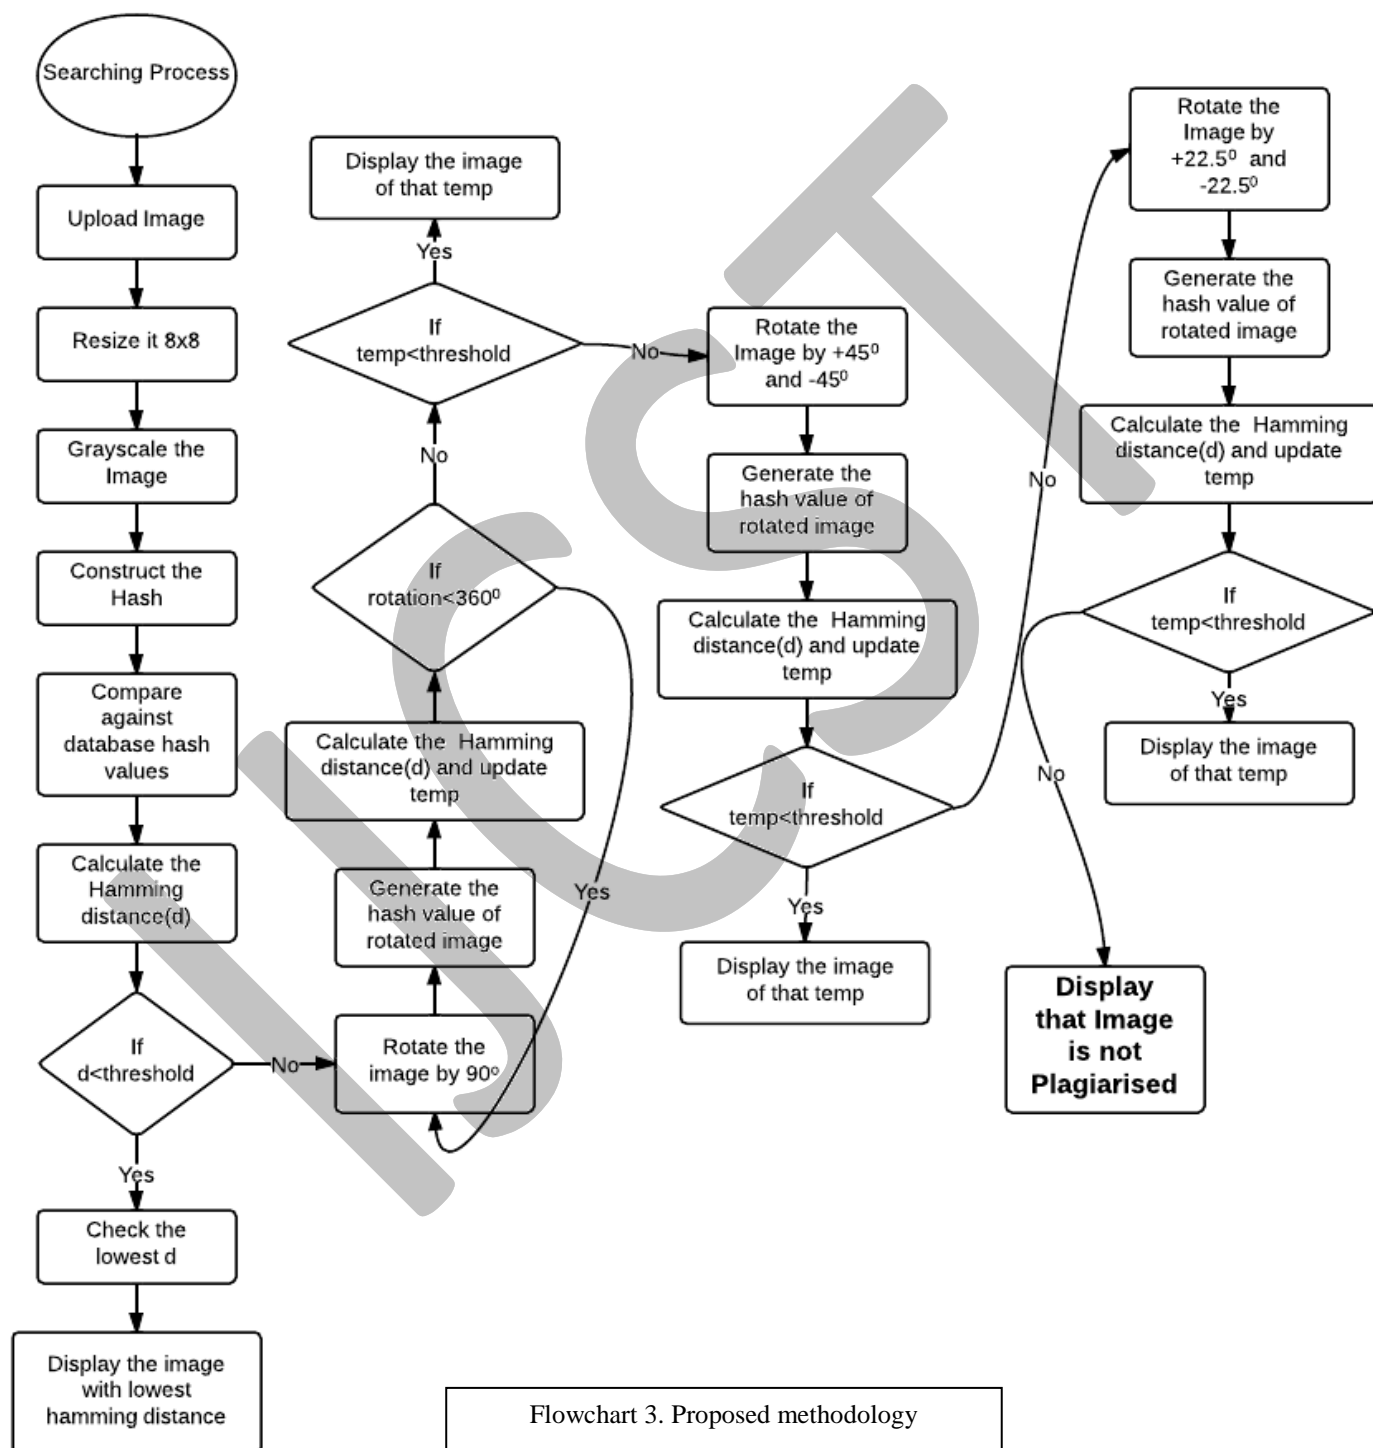 Searching Process
Upload Image
Resize it 8x8
Grayscale the
Image
Construct the
Hash
Compare
against
database hash
values
Calculate the
Hamming
distance(d)
If
d<threshold
No
Yes
Check the
lowest d
Display the image
with lowest
hamming distance
Rotate the
image by 90º
Generate the
hash value of
rotated image
Calculate the Hamming
distance(d) and update
temp
If
rotation<360⁰
Yes
No
If
temp<threshold
Yes
Display the image
of that temp
No
Rotate the
Image by +45⁰
and -45⁰
Generate the
hash value of
rotated image
Calculate the Hamming
distance(d) and update
temp
If
temp<threshold
Yes
Display the image
of that temp
No
Rotate the
Image by
+22.5⁰ and
-22.5⁰
Generate the
hash value of
rotated image
Calculate the Hamming
distance(d) and update
temp
If
temp<threshold
Yes
Display the image
of that temp
No
Display
that Image
is not
Plagiarised
IJCST
Flowchart 3. Proposed methodology